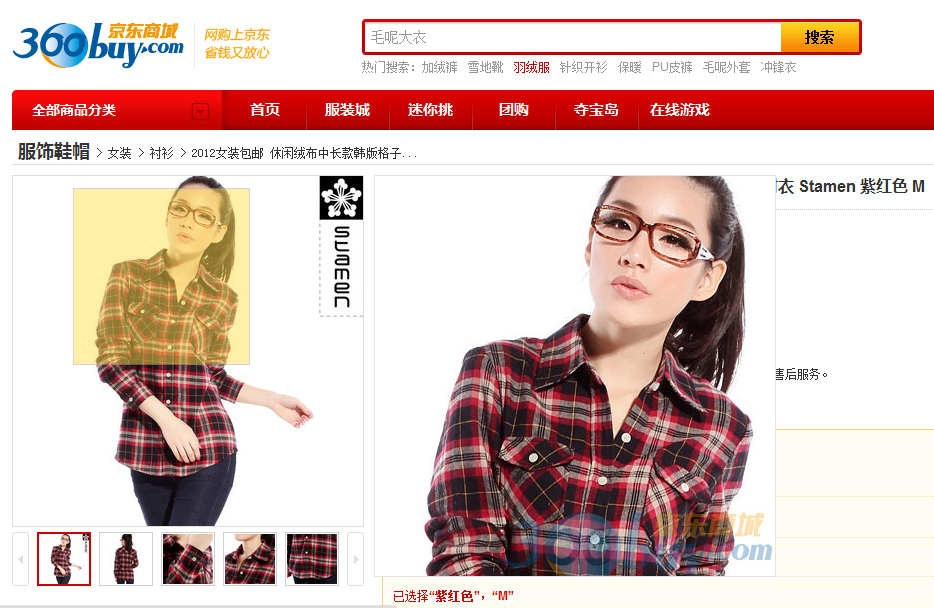 360buy.com 京东商城
网购上京东
省钱又放心
毛呢大衣 搜索
热门搜索: 加绒裤 雪地靴 羽绒服 针织开衫 保暖 PU皮裤 毛呢外套 冲锋衣
全部商品分类 首页 服装城 迷你挑 团购 夺宝岛 在线游戏
服饰鞋帽 > 女装 > 衬衫 > 2012女装包邮 休闲绒布中长款韩版格子...
衣 Stamen 紫红色 M
售后服务。
京东商城
已选择“紫红色”，“M”